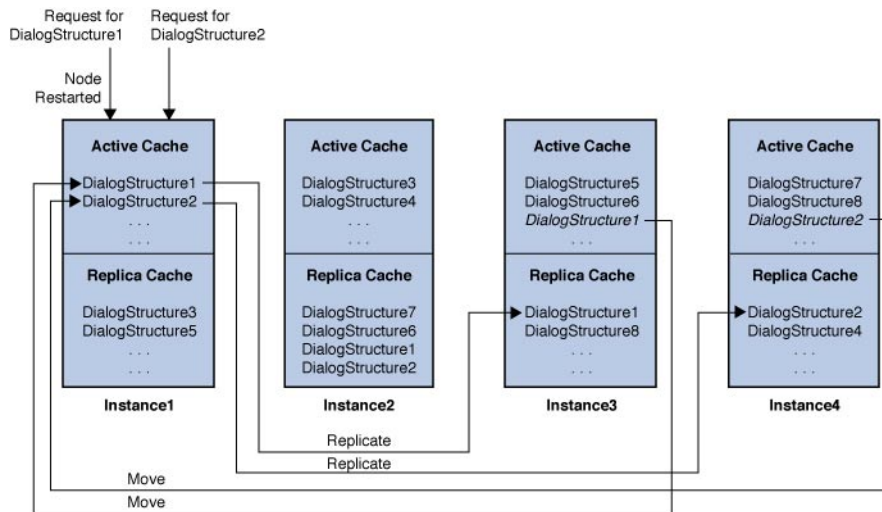 Request for
DialogStructure1
Request for
DialogStructure2
Node
Restarted
Active Cache
DialogStructure1
DialogStructure2
. . .
. . .
Replica Cache
DialogStructure3
DialogStructure5
. . .
. . .
Instance1
Active Cache
DialogStructure3
DialogStructure4
. . .
. . .
Replica Cache
DialogStructure7
DialogStructure6
DialogStructure1
DialogStructure2
Instance2
Active Cache
DialogStructure5
DialogStructure6
DialogStructure1
. . .
Replica Cache
DialogStructure1
DialogStructure8
. . .
. . .
Instance3
Active Cache
DialogStructure7
DialogStructure8
DialogStructure2
. . .
Replica Cache
DialogStructure2
DialogStructure4
. . .
. . .
Instance4
Replicate
Replicate
Move
Move